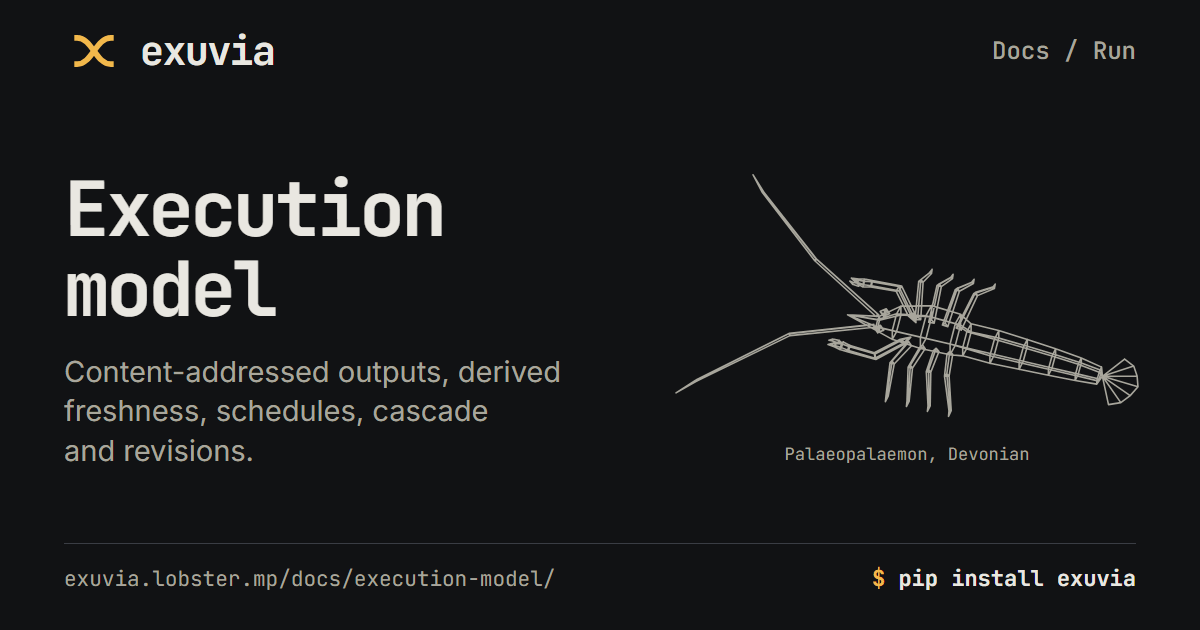 exuvia
Docs / Run
Execution
model
Content-addressed outputs, derived
freshness, schedules, cascade
and revisions.
Palaeopalaemon, Devonian
exuvia.lobster.mp/docs/execution-model/
$ pip install exuvia